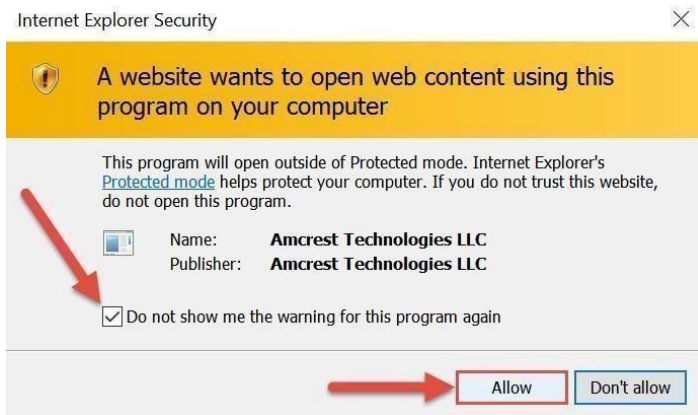 Internet Explorer Security
A website wants to open web content using this
program on your computer
This program will open outside of Protected mode. Internet Explorer's
Protected mode helps protect your computer. If you do not trust this website,
do not open this program.
Name: Amcrest Technologies LLC
Publisher: Amcrest Technologies LLC
Do not show me the warning for this program again
Allow Don't allow